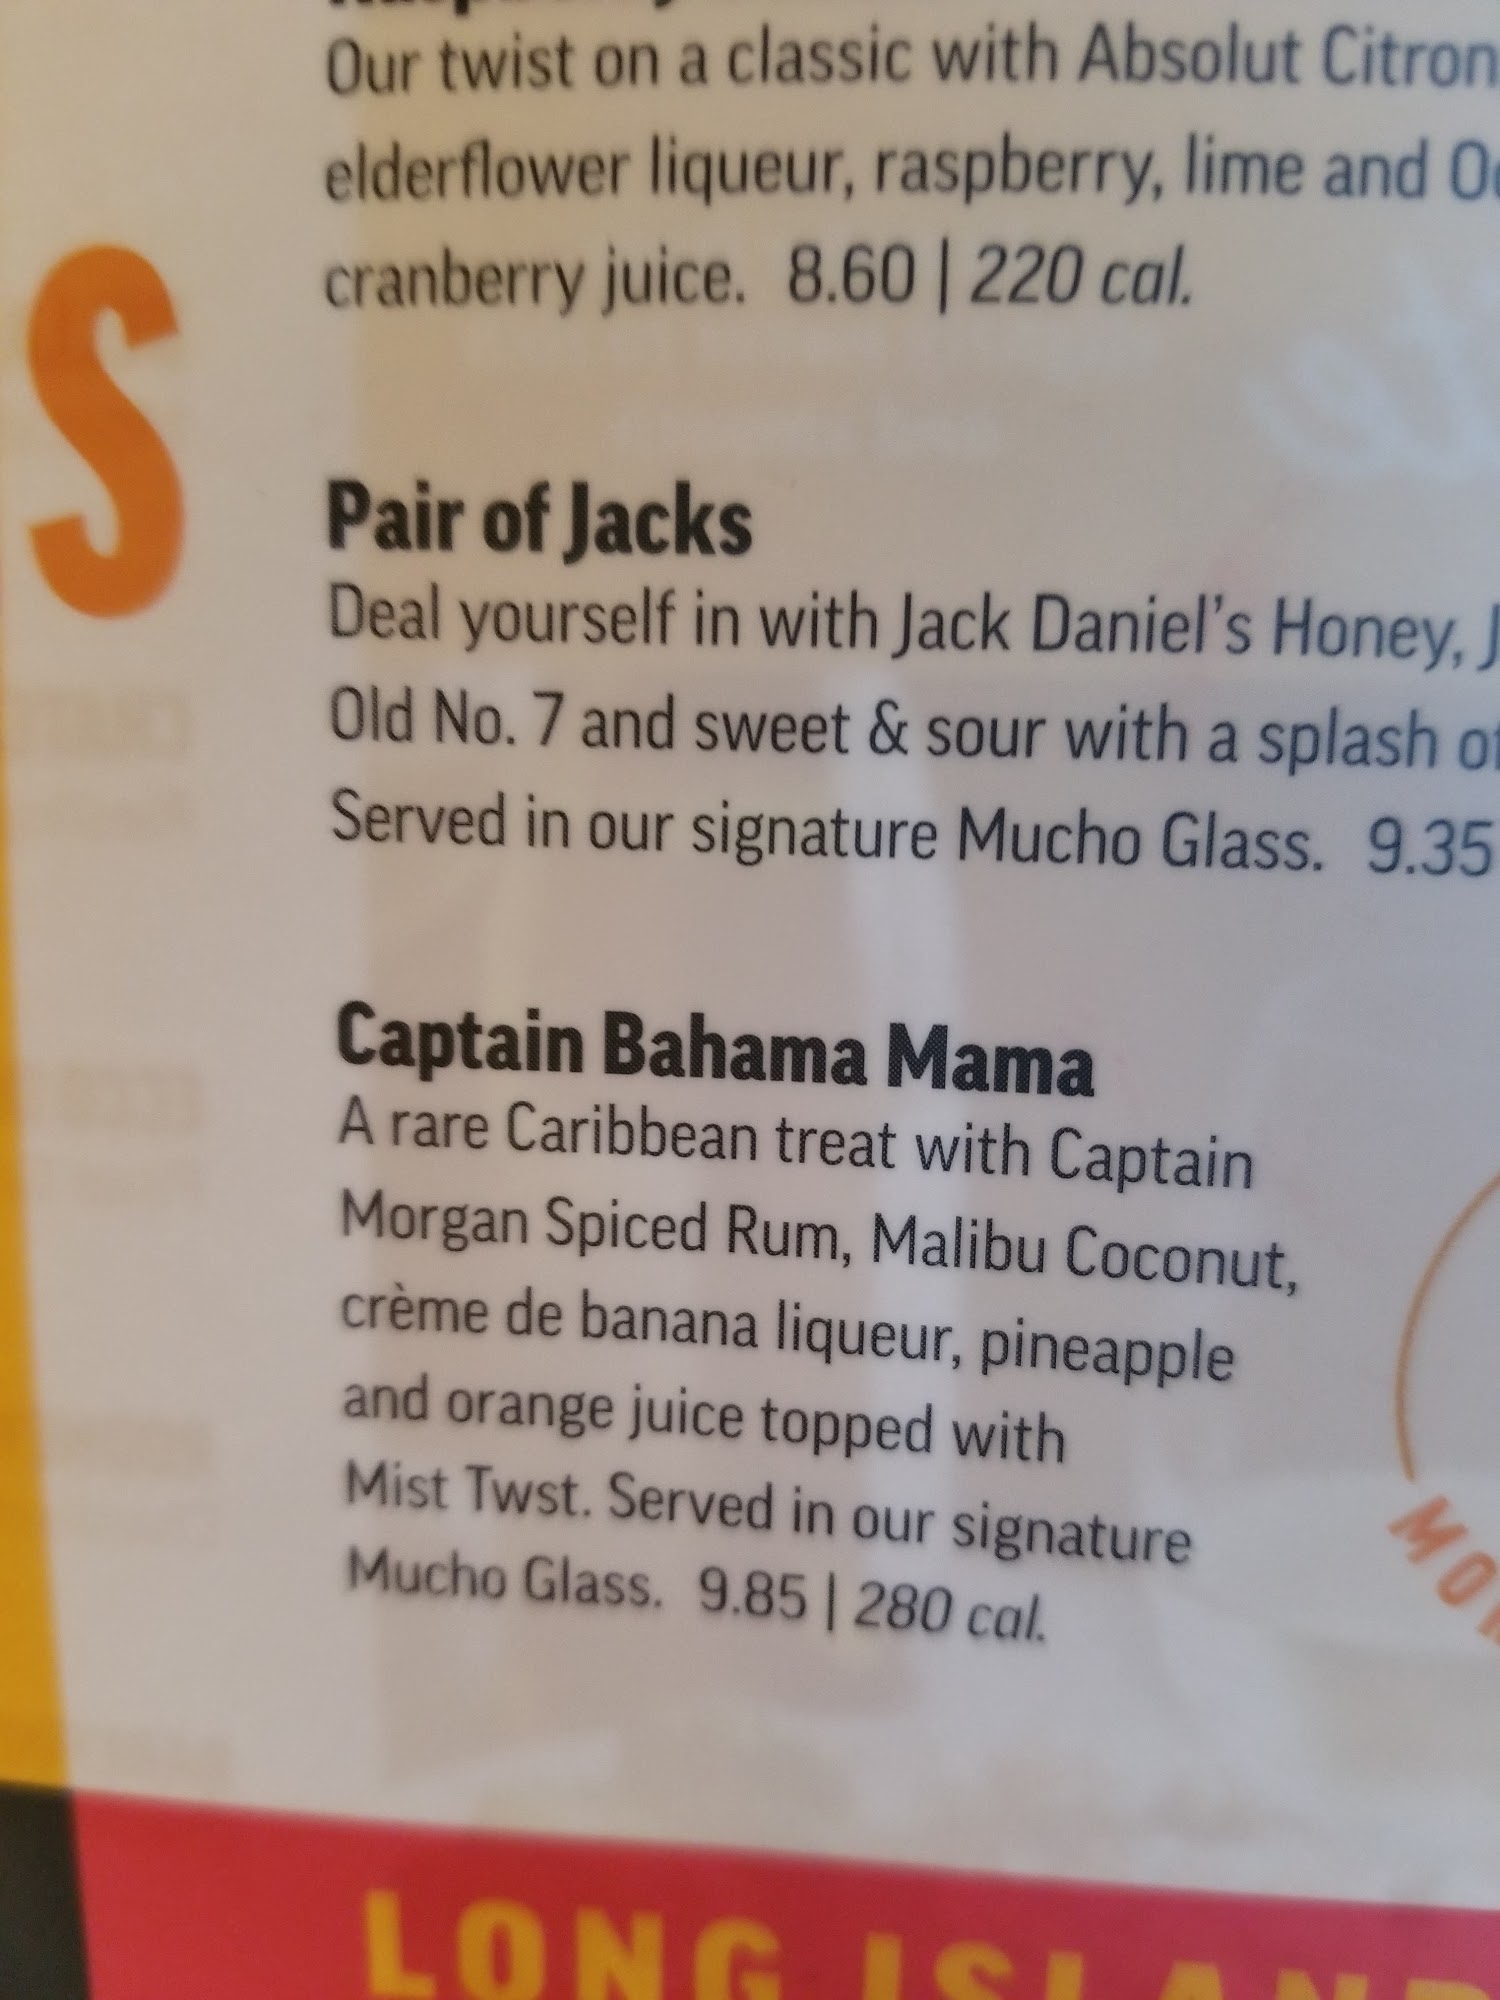 Our twist on a classic with Absolut Citron
elderflower liqueur, raspberry, lime and
cranberry juice. 8.60 | 220 cal.
S
Pair of Jacks
Deal yourself in with Jack Daniel's Honey, J
Old No. 7 and sweet & sour with a splash of
Served in our signature Mucho Glass. 9.35
Captain Bahama Mama
A rare Caribbean treat with Captain
Morgan Spiced Rum, Malibu Coconut,
crème de banana liqueur, pineapple
and orange juice topped with
Mist Twst. Served in our signature
Mucho Glass. 9.85 | 280 cal.
MO
LONG ISLAND